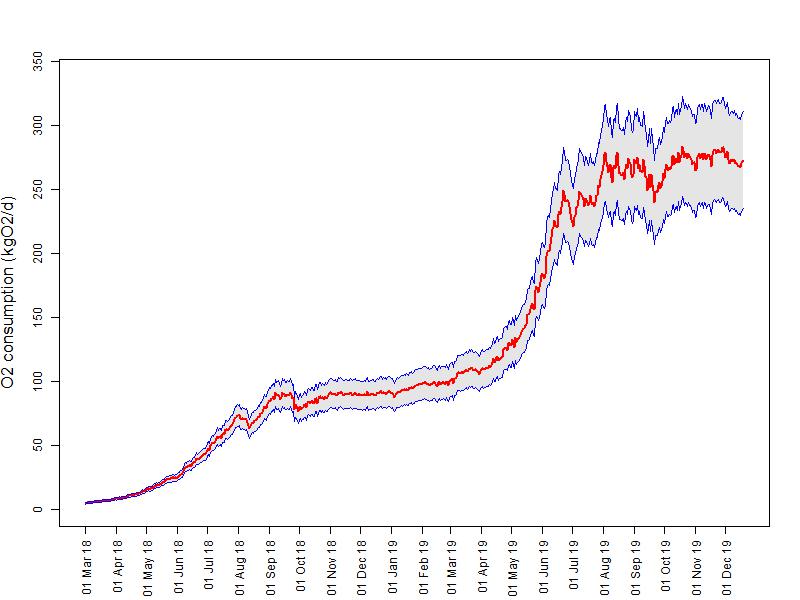 O2 consumption (kgO2/d)
350
300
250
200
150
100
50
0
01 Mar 18
01 Apr 18
01 May 18
01 Jun 18
01 Jul 18
01 Aug 18
01 Sep 18
01 Oct 18
01 Nov 18
01 Dec 18
01 Jan 19
01 Feb 19
01 Mar 19
01 Apr 19
01 May 19
01 Jun 19
01 Jul 19
01 Aug 19
01 Sep 19
01 Oct 19
01 Nov 19
01 Dec 19